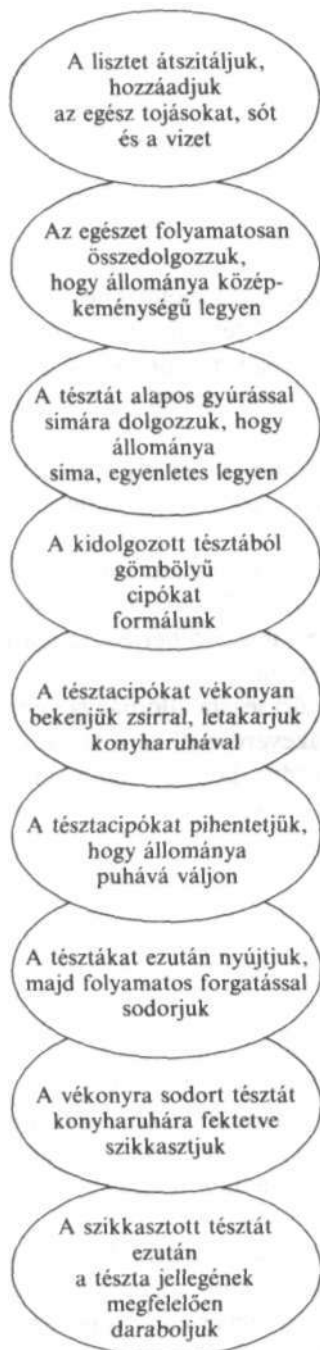 A lisztet átszitáljuk,
hozzáadjuk
az egész tojásokat, sót
és a vizet
Az egészet folyamatosan
összedolgozzuk,
hogy állománya közép-
keménységű legyen
A tésztát alapos gyúrással
simára dolgozzuk, hogy
állománya
sima, egyenletes legyen
A kidolgozott tésztából
gömbölyű
cipókat
formálunk
A tésztacipókat vékonyan
bekenjük zsírral, letakarjuk
konyharuhával
A tésztacipókat pihentetjük,
hogy állománya
puhává váljon
A tésztákat ezután nyújtjuk,
majd folyamatos forgatással
sodorjuk
A vékonyra sodort tésztát
konyharuhára fektetve
szikkasztjuk
A szikkasztott tésztát
ezután
a tészta jellegének
megfelelően
daraboljuk